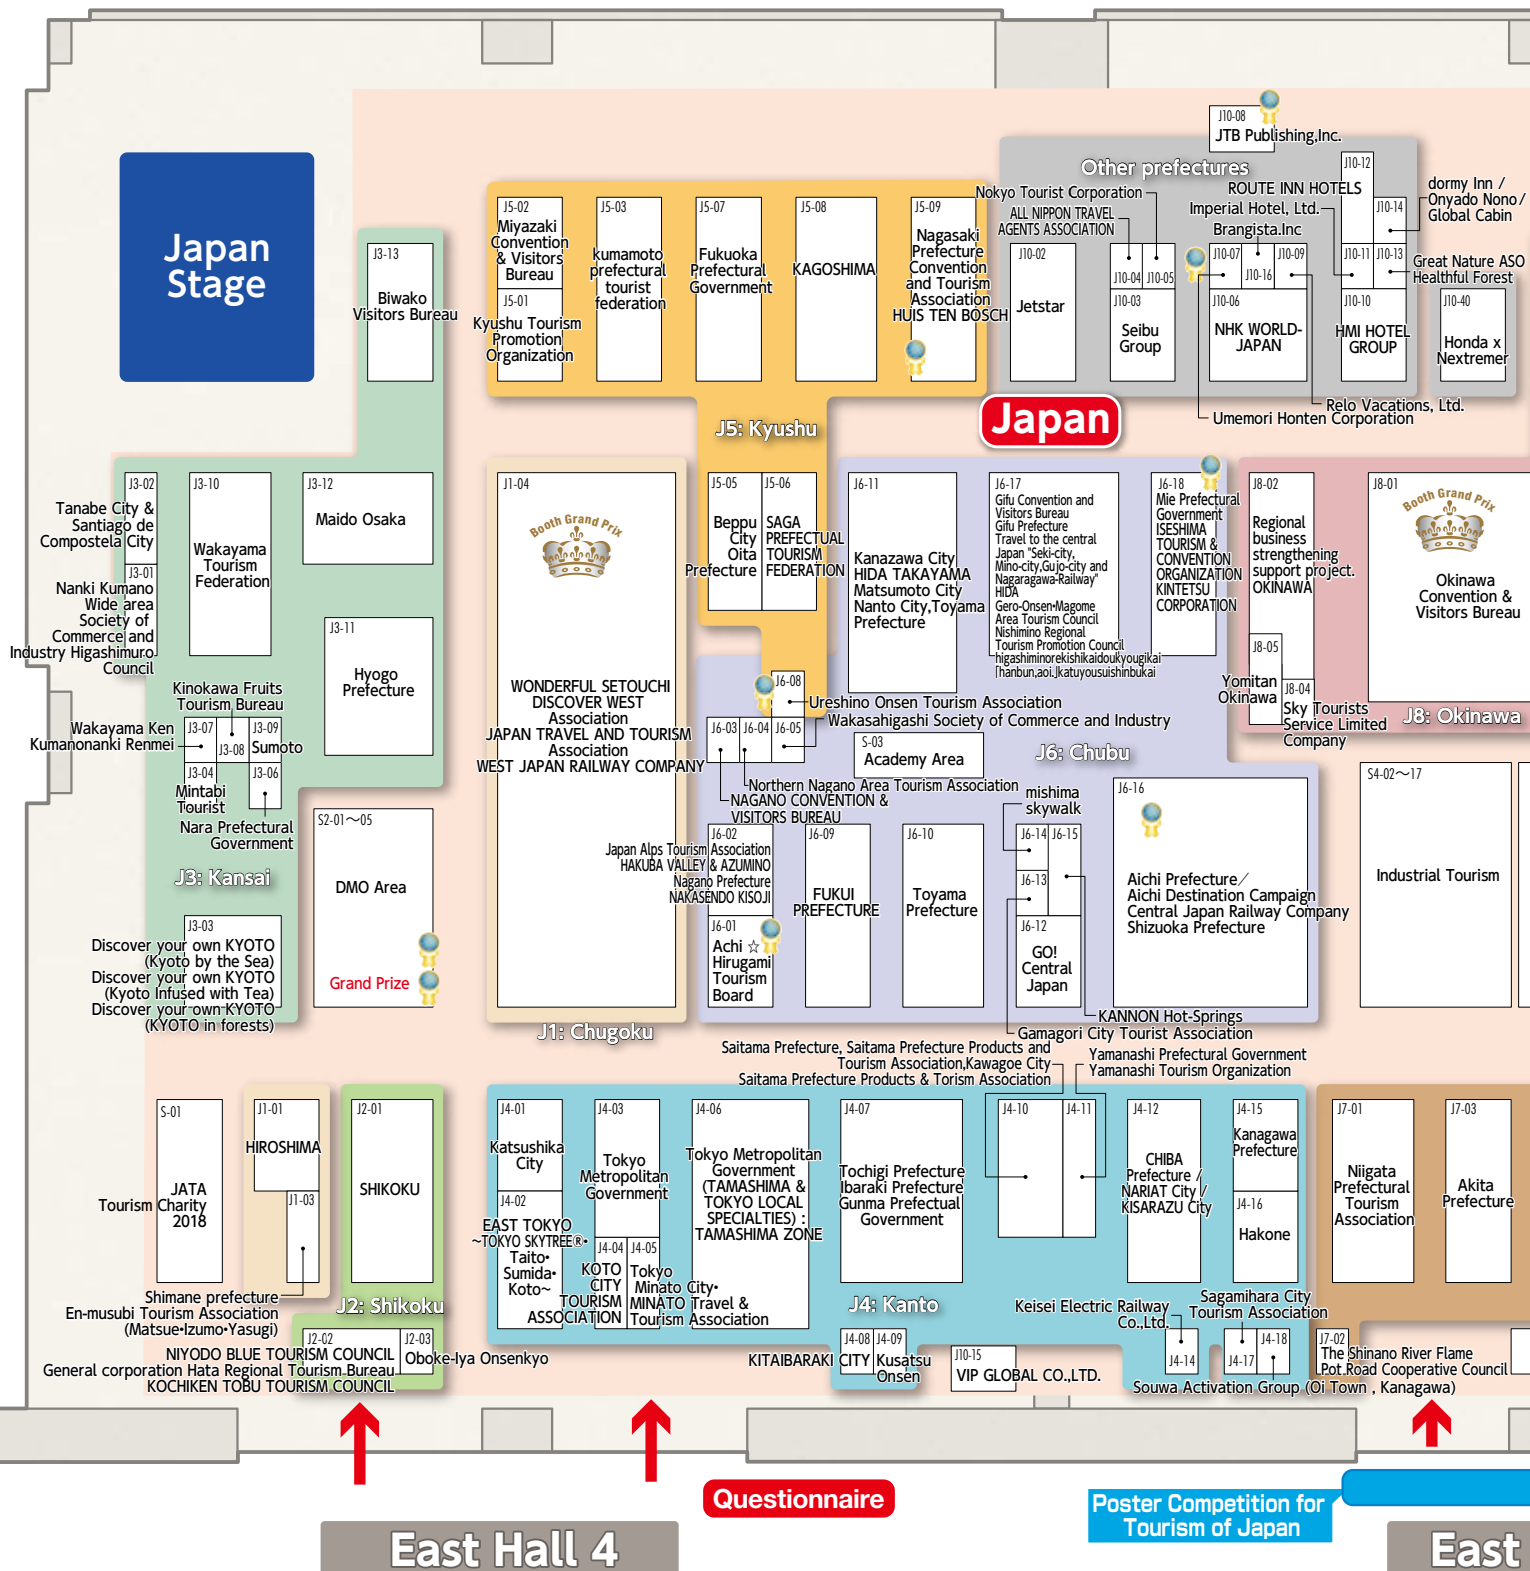 J10-08
JTB Publishing,Inc.
Other prefectures
J10-12
ROUTE INN HOTELS
Nokyo Tourist Corporation
ALL NIPPON TRAVEL
AGENTS ASSOCIATION
Imperial Hotel, Ltd.
Brangista.Inc
J10-14
dormy Inn /
Onyado Nono/
Global Cabin
J10-02
Jetstar
J10-04
J10-05
J10-03
Seibu
Group
J10-07
J10-16
J10-09
J10-06
NHK WORLD-
JAPAN
J10-11
J10-13
Great Nature ASO
Healthful Forest
J10-10
HMI HOTEL
GROUP
J10-40
Honda x
Nextremer
Relo Vacations, Ltd.
Umemori Honten Corporation
Japan
Stage
J3-13
Biwako
Visitors Bureau
J5-02
Miyazaki
Convention
& Visitors
Bureau
J5-01
Kyushu Tourism
Promotion
Organization
J5-03
kumamoto
prefectural
tourist
federation
J5-07
Fukuoka
Prefectural
Government
J5-08
KAGOSHIMA
J5-09
Nagasaki
Prefecture
Convention
and Tourism
Association
HUIS TEN BOSCH
J5: Kyushu
Japan
J3-02
Tanabe City &
Santiago de
Compostela City
J3-01
Nanki Kumano
Wide area
Society of
Commerce and
Industry Higashimuro
Council
J3-10
Wakayama
Tourism
Federation
J3-12
Maido Osaka
J3-11
Hyogo
Prefecture
Kinokawa Fruits
Tourism Bureau
Wakayama Ken
Kumanonanki Renmei
J3-07
J3-08
J3-09
Sumoto
J3-04
Mintabi
Tourist
J3-06
Nara Prefectural
Government
J3: Kansai
J3-03
Discover your own KYOTO
(Kyoto by the Sea)
Discover your own KYOTO
(Kyoto Infused with Tea)
Discover your own KYOTO
(KYOTO in forests)
S2-01〜05
DMO Area
Grand Prize
J1-04
Booth Grand Prix
WONDERFUL SETOUCHI
DISCOVER WEST
Association
JAPAN TRAVEL AND TOURISM
Association
WEST JAPAN RAILWAY COMPANY
J1: Chugoku
J5-05
Beppu
City
Oita
Prefecture
J5-06
SAGA
PREFECTUAL
TOURISM
FEDERATION
J6-11
Kanazawa City
HIDA TAKAYAMA
Matsumoto City
Nanto City,Toyama
Prefecture
J6-17
Gifu Convention and
Visitors Bureau
Gifu Prefecture
Travel to the central
Japan "Seki-city,
Mino-city,Gujo-city and
Nagaragawa-Railway"
HIDA
Gero-Onsen•Magome
Area Tourism Council
Nishimino Regional
Tourism Promotion Council
higashiminorekishikaidoukyougikai
[hanbun,aoi.]katuyousuishinbukai
J6-18
Mie Prefectural
Government
ISESHIMA
TOURISM &
CONVENTION
ORGANIZATION
KINTETSU
CORPORATION
J8-02
Regional
business
strengthening
support project.
OKINAWA
J8-05
Yomitan
Okinawa
J8-04
Sky Tourists
Service Limited
Company
J8-01
Booth Grand Prix
Okinawa
Convention &
Visitors Bureau
J8: Okinawa
J6-08
Ureshino Onsen Tourism Association
Wakasahigashi Society of Commerce and Industry
J6-03
J6-04
J6-05
S-03
Academy Area
J6: Chubu
Northern Nagano Area Tourism Association
NAGANO CONVENTION &
VISITORS BUREAU
J6-02
Japan Alps Tourism Association
HAKUBA VALLEY & AZUMINO
Nagano Prefecture
NAKASENDO KISOJI
J6-01
Achi ☆
Hirugami
Tourism
Board
J6-09
FUKUI
PREFECTURE
J6-10
Toyama
Prefecture
mishima
skywalk
J6-14
J6-15
J6-13
J6-12
GO!
Central
Japan
J6-16
Aichi Prefecture／
Aichi Destination Campaign
Central Japan Railway Company
Shizuoka Prefecture
S4-02〜17
Industrial Tourism
KANNON Hot-Springs
Gamagori City Tourist Association
Saitama Prefecture, Saitama Prefecture Products and
Tourism Association,Kawagoe City
Saitama Prefecture Products & Torism Association
Yamanashi Prefectural Government
Yamanashi Tourism Organization
S-01
JATA
Tourism Charity
2018
J1-01
HIROSHIMA
J1-03
Shimane prefecture
En-musubi Tourism Association
(Matsue•Izumo•Yasugi)
J2-01
SHIKOKU
J2: Shikoku
J2-02
NIYODO BLUE TOURISM COUNCIL
General corporation Hata Regional Tourism Bureau
KOCHIKEN TOBU TOURISM COUNCIL
J2-03
Oboke-Iya Onsenkyo
J4-01
Katsushika
City
J4-02
EAST TOKYO
~TOKYO SKYTREE®•
Taito•
Sumida•
Koto~
J4-03
Tokyo
Metropolitan
Government
J4-04
KOTO
CITY
TOURISM
ASSOCIATION
J4-05
Tokyo
Minato City•
MINATO Travel &
Tourism Association
J4-06
Tokyo Metropolitan
Government
(TAMASHIMA &
TOKYO LOCAL
SPECIALTIES) :
TAMASHIMA ZONE
J4-07
Tochigi Prefecture
Ibaraki Prefecture
Gunma Prefectual
Government
J4: Kanto
J4-10
J4-11
J4-12
CHIBA
Prefecture /
NARIAT City /
KISARAZU City
J4-15
Kanagawa
Prefecture
J4-16
Hakone
J4-08
KITAIBARAKI CITY
J4-09
Kusatsu
Onsen
J10-15
VIP GLOBAL CO.,LTD.
Keisei Electric Railway
Co.,Ltd.
J4-14
Sagamihara City
Tourism Association
J4-17
J4-18
Souwa Activation Group (Oi Town , Kanagawa)
J7-01
Niigata
Prefectural
Tourism
Association
J7-03
Akita
Prefecture
J7-02
The Shinano River Flame
Pot Road Cooperative Council
Questionnaire
Poster Competition for
Tourism of Japan
East Hall 4
East